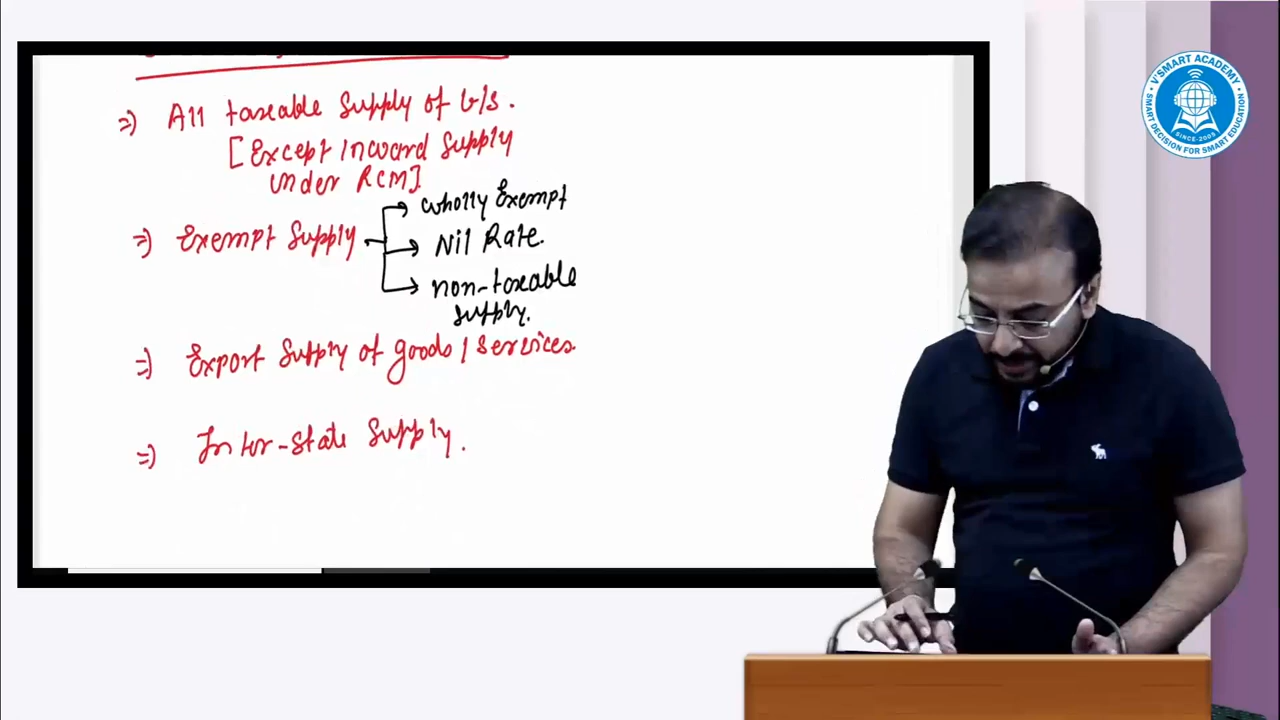 => All taxable Supply of G/S.
[Except Inward Supply
under RCM]
=> Exempt Supply
→ wholly Exempt
→ Nil Rate.
→ non-taxable
supply.
=> Export Supply of goods / Services.
=> Inter-State Supply.
V'SMART ACADEMY
SINCE-2005
SMART DECISION FOR SMART EDUCATION